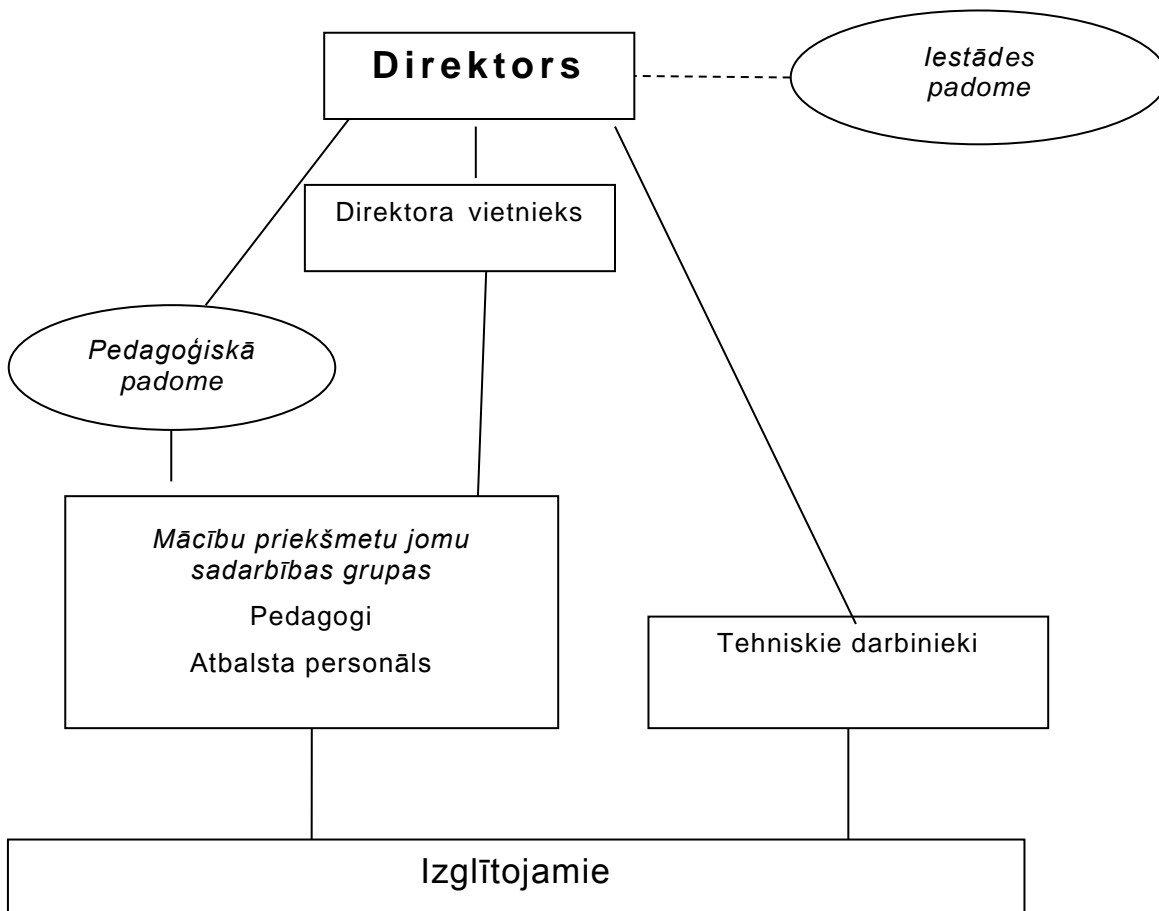 Direktors
Iestādes
padome
Direktora vietnieks
Pedagoģiskā
padome
Mācību priekšmetu jomu
sadarbības grupas
Pedagogi
Atbalsta personāls
Tehniskie darbinieki
Izglītojamie